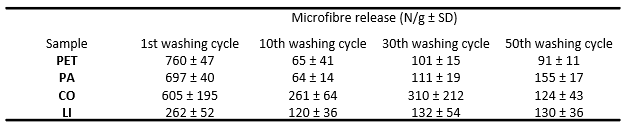 Microfibre release (N/g ± SD)
Sample 1st washing cycle 10th washing cycle 30th washing cycle 50th washing cycle
PET 760 ± 47 65 ± 41 101 ± 15 91 ± 11
PA 697 ± 40 64 ± 14 111 ± 19 155 ± 17
CO 605 ± 195 261 ± 64 310 ± 212 124 ± 43
LI 262 ± 52 120 ± 36 132 ± 54 130 ± 36